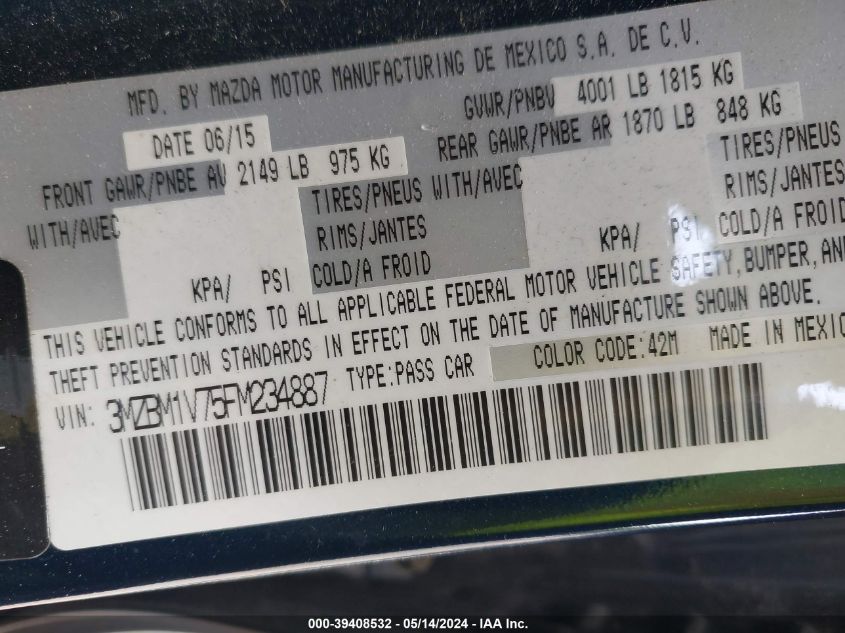 MFD. BY MAZDA MOTOR MANUFACTURING DE MEXICO S.A. DE C.V.
DATE 06/15 GVWR/PNBV 4001 LB 1815 KG
FRONT GAWR/PNBE AV 2149 LB 975 KG REAR GAWR/PNBE AR 1870 LB 848 KG
WITH/AVEC TIRES/PNEUS WITH/AVEC TIRES/PNEUS
RIMS/JANTES RIMS/JANTES
KPA/ PSI COLD/A FROID KPA/ PSI COLD/A FROID
THIS VEHICLE CONFORMS TO ALL APPLICABLE FEDERAL MOTOR VEHICLE SAFETY, BUMPER, AND
THEFT PREVENTION STANDARDS IN EFFECT ON THE DATE OF MANUFACTURE SHOWN ABOVE.
VIN: 3MZBM1V75FM234887 TYPE:PASS CAR COLOR CODE:42M MADE IN MEXICO
000-39408532 - 05/14/2024 - IAA Inc.